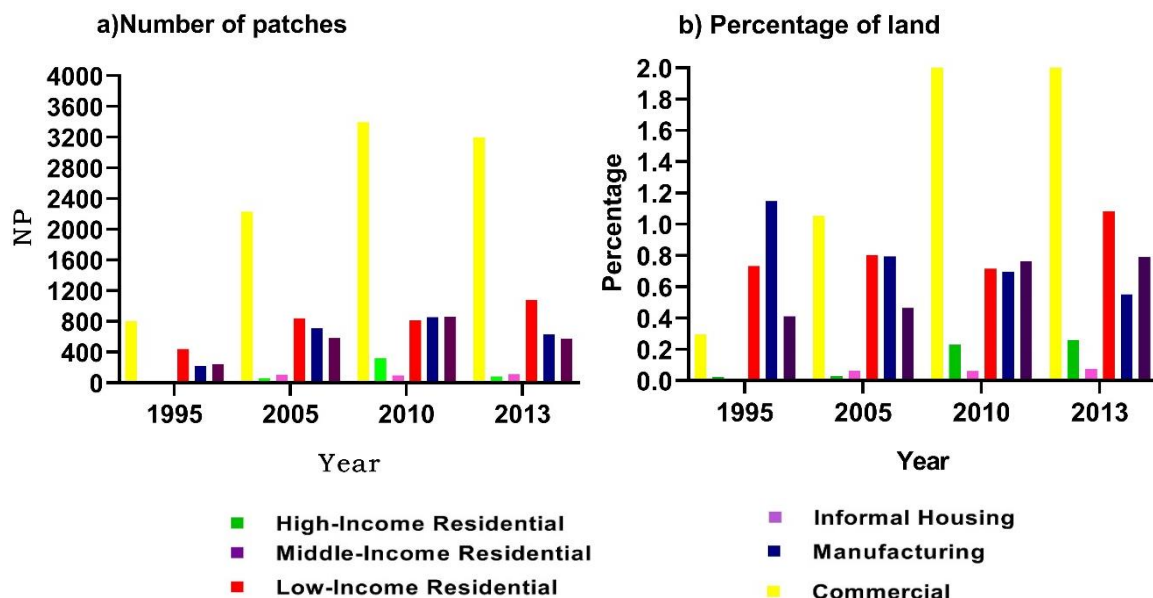 a)Number of patches
4000
3600
3200
2800
2400
2000
1600
1200
800
400
0
NP
1995 2005 2010 2013
Year
b) Percentage of land
2.0
1.8
1.6
1.4
1.2
1.0
0.8
0.6
0.4
0.2
0.0
Percentage
1995 2005 2010 2013
Year
High-Income Residential
Middle-Income Residential
Low-Income Residential
Informal Housing
Manufacturing
Commercial